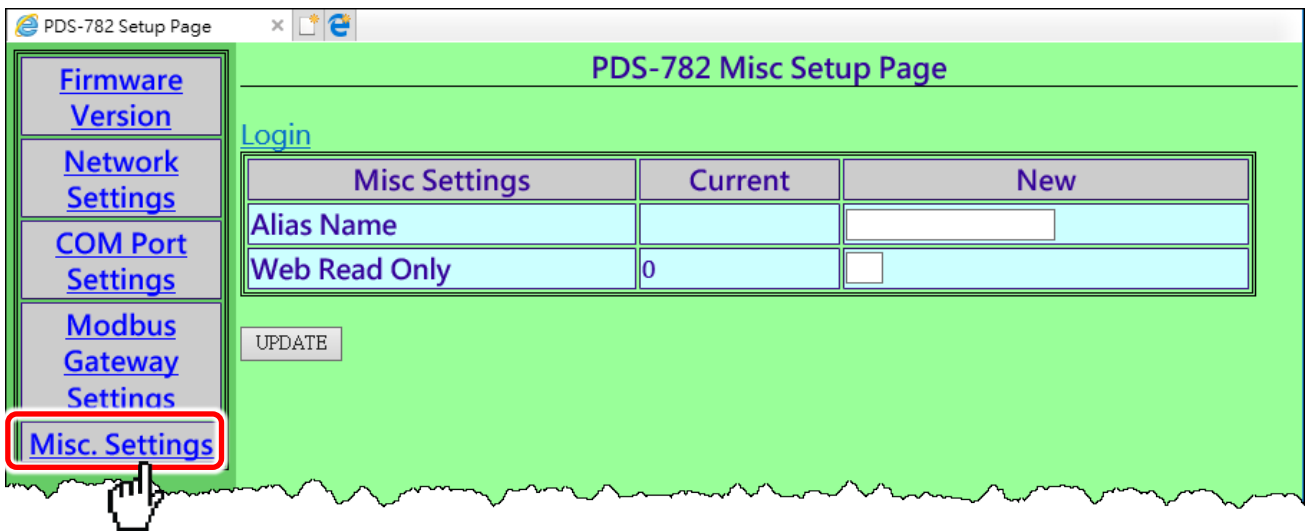 PDS-782 Setup Page
Firmware
Version
Network
Settings
COM Port
Settings
Modbus
Gateway
Settings
Misc. Settings
PDS-782 Misc Setup Page
Login
Misc Settings Current New
Alias Name
Web Read Only 0
UPDATE